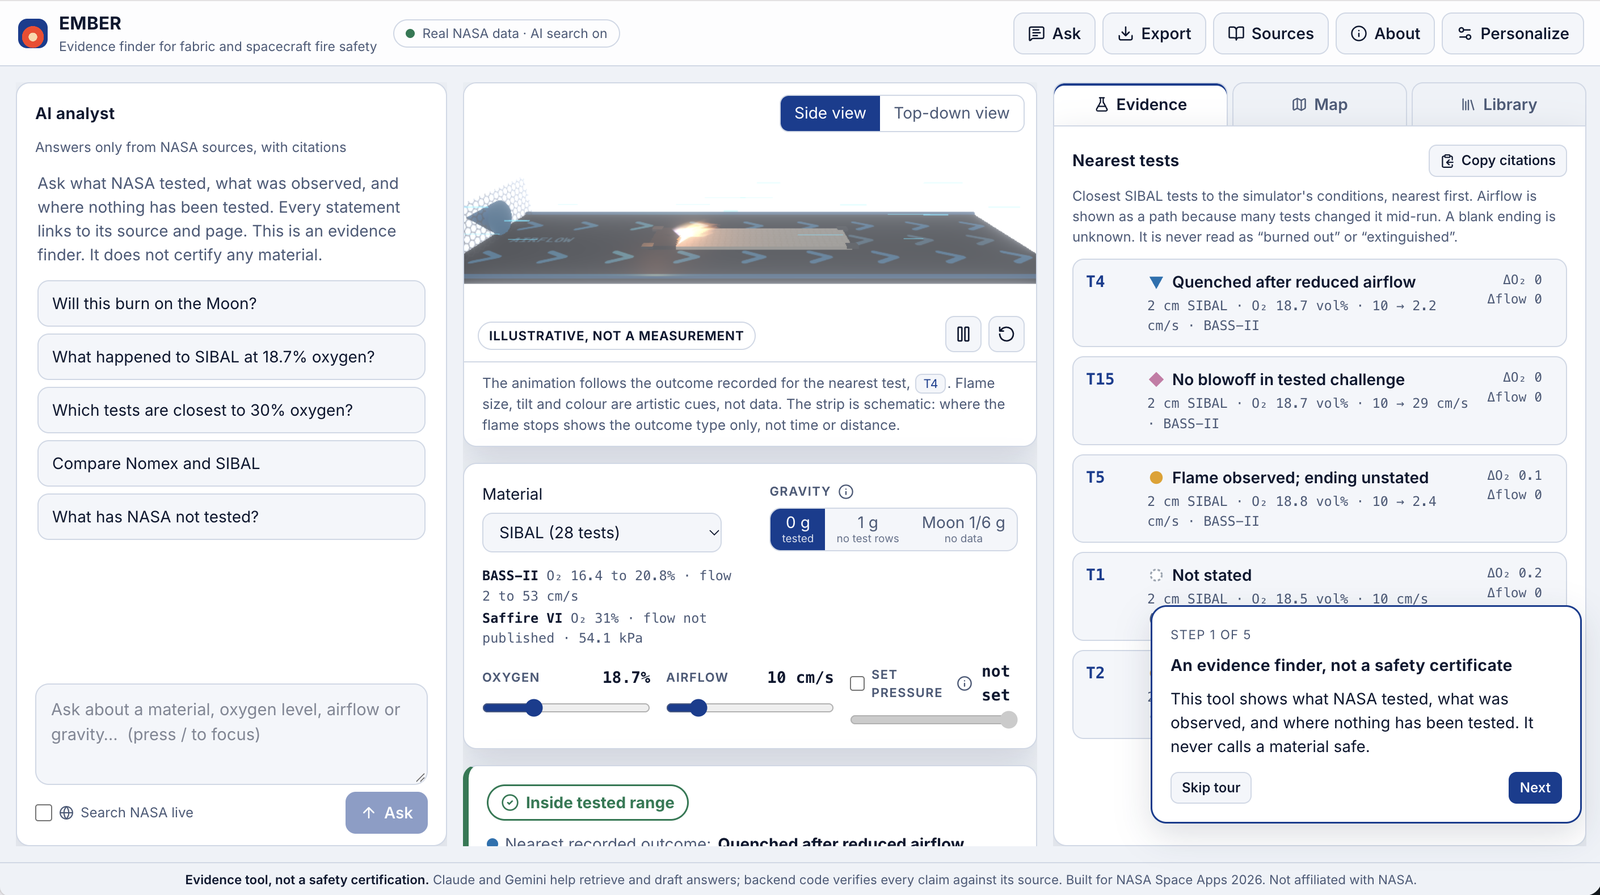 EMBER
Evidence finder for fabric and spacecraft fire safety
Real NASA data · AI search on
Ask
Export
Sources
About
Personalize
AI analyst
Answers only from NASA sources, with citations
Ask what NASA tested, what was observed, and
where nothing has been tested. Every statement
links to its source and page. This is an evidence
finder. It does not certify any material.
Will this burn on the Moon?
What happened to SIBAL at 18.7% oxygen?
Which tests are closest to 30% oxygen?
Compare Nomex and SIBAL
What has NASA not tested?
Ask about a material, oxygen level, airflow or
gravity... (press / to focus)
Search NASA live
Ask
Side view
Top-down view
AIRFLOW
ILLUSTRATIVE, NOT A MEASUREMENT
The animation follows the outcome recorded for the nearest test, T4. Flame
size, tilt and colour are artistic cues, not data. The strip is schematic: where the
flame stops shows the outcome type only, not time or distance.
Material
SIBAL (28 tests)
GRAVITY
0 g
tested
1 g
no test rows
Moon 1/6 g
no data
BASS–II O₂ 16.4 to 20.8% · flow
2 to 53 cm/s
Saffire VI O₂ 31% · flow not
published · 54.1 kPa
OXYGEN 18.7%
AIRFLOW 10 cm/s
SET
PRESSURE
not
set
Inside tested range
Nearest recorded outcome: Quenched after reduced airflow
Evidence
Map
Library
Nearest tests
Copy citations
Closest SIBAL tests to the simulator's conditions, nearest first. Airflow is
shown as a path because many tests changed it mid-run. A blank ending is
unknown. It is never read as “burned out” or “extinguished”.
T4 Quenched after reduced airflow ΔO₂ 0
2 cm SIBAL · O₂ 18.7 vol% · 10 → 2.2 Δflow 0
cm/s · BASS–II
T15 No blowoff in tested challenge ΔO₂ 0
2 cm SIBAL · O₂ 18.7 vol% · 10 → 29 cm/s Δflow 0
· BASS–II
T5 Flame observed; ending unstated ΔO₂ 0.1
2 cm SIBAL · O₂ 18.8 vol% · 10 → 2.4 Δflow 0
cm/s · BASS–II
T1 Not stated ΔO₂ 0.2
2 cm SIBAL · O₂ 18.5 vol% · 10 cm/s Δflow 0
T2
STEP 1 OF 5
An evidence finder, not a safety certificate
This tool shows what NASA tested, what was
observed, and where nothing has been tested. It
never calls a material safe.
Skip tour
Next
Evidence tool, not a safety certification. Claude and Gemini help retrieve and draft answers; backend code verifies every claim against its source. Built for NASA Space Apps 2026. Not affiliated with NASA.